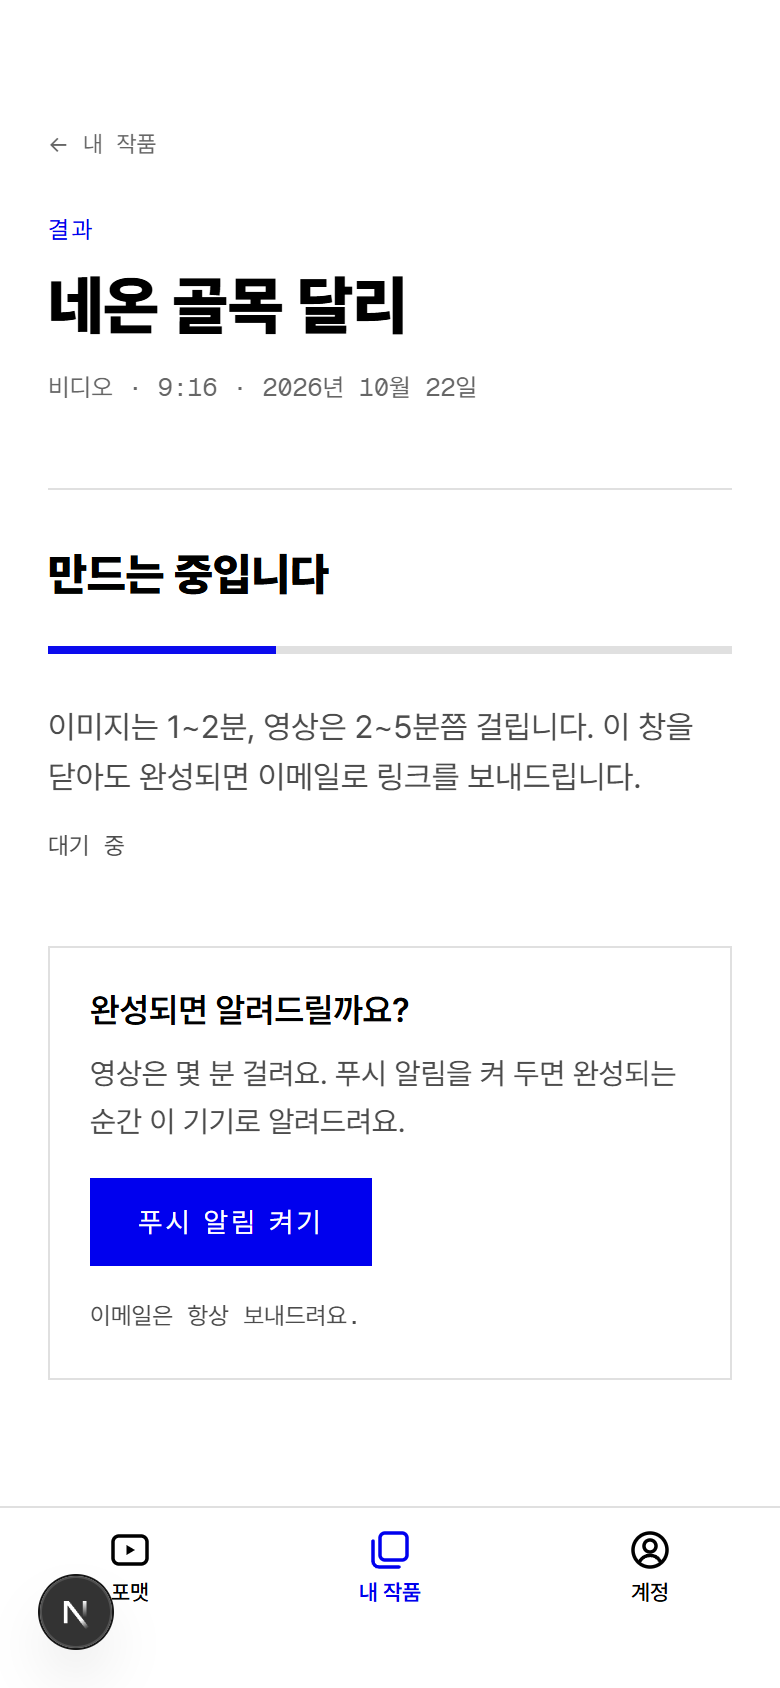 ← 내 작품
결과
네온 골목 달리
비디오 · 9:16 · 2026년 10월 22일
만드는 중입니다
이미지는 1~2분, 영상은 2~5분쯤 걸립니다. 이 창을
닫아도 완성되면 이메일로 링크를 보내드립니다.
대기 중
완성되면 알려드릴까요?
영상은 몇 분 걸려요. 푸시 알림을 켜 두면 완성되는
순간 이 기기로 알려드려요.
푸시 알림 켜기
이메일은 항상 보내드려요.
포맷
내 작품
계정
N